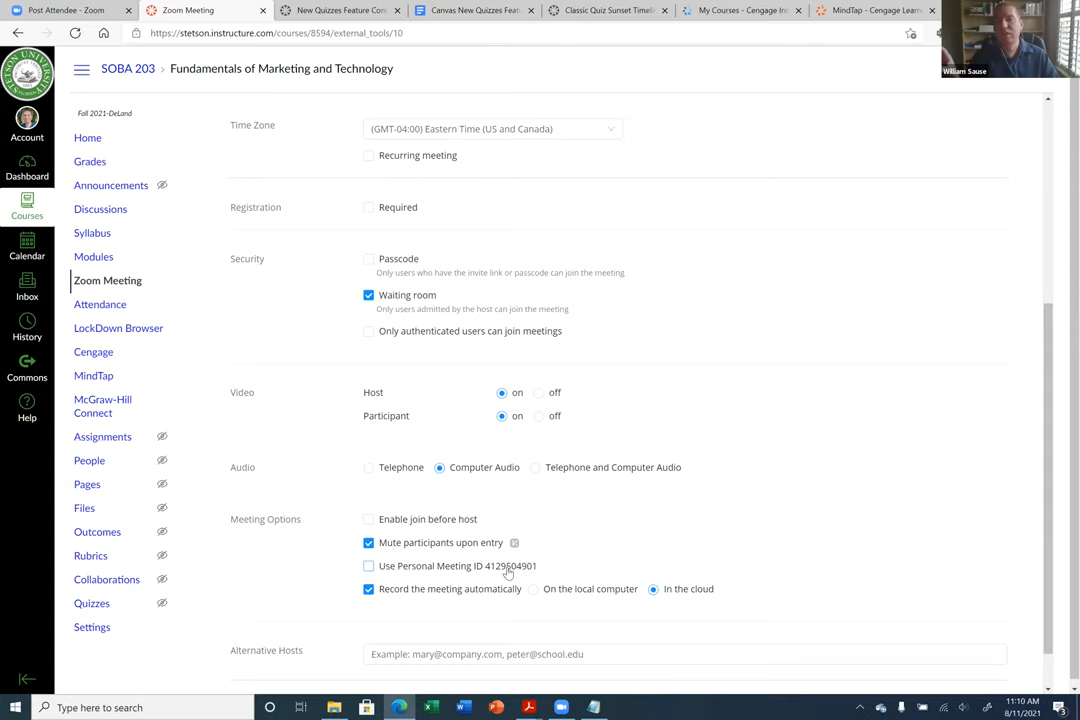 Post Attendee - Zoom
Zoom Meeting
New Quizzes Feature Com
Canvas New Quizzes Featu
Classic Quiz Sunset Timeli
My Courses - Cengage In
MindTap - Cengage Learn
https://stetson.instructure.com/courses/8594/external_tools/10
William Sause
STETSON UNIVERSITY
SOBA 203 › Fundamentals of Marketing and Technology
Account
Dashboard
Courses
Calendar
Inbox
History
Commons
Help
Fall 2021-DeLand
Home
Grades
Announcements
Discussions
Syllabus
Modules
Zoom Meeting
Attendance
LockDown Browser
Cengage
MindTap
McGraw-Hill
Connect
Assignments
People
Pages
Files
Outcomes
Rubrics
Collaborations
Quizzes
Settings
Time Zone
(GMT-04:00) Eastern Time (US and Canada)
Recurring meeting
Registration
Required
Security
Passcode
Only users who have the invite link or passcode can join the meeting
Waiting room
Only users admitted by the host can join the meeting
Only authenticated users can join meetings
Video
Host on off
Participant on off
Audio
Telephone Computer Audio Telephone and Computer Audio
Meeting Options
Enable join before host
Mute participants upon entry
Use Personal Meeting ID 4129504901
Record the meeting automatically On the local computer In the cloud
Alternative Hosts
Example: mary@company.com, peter@school.edu
Type here to search
11:10 AM
8/11/2021
3